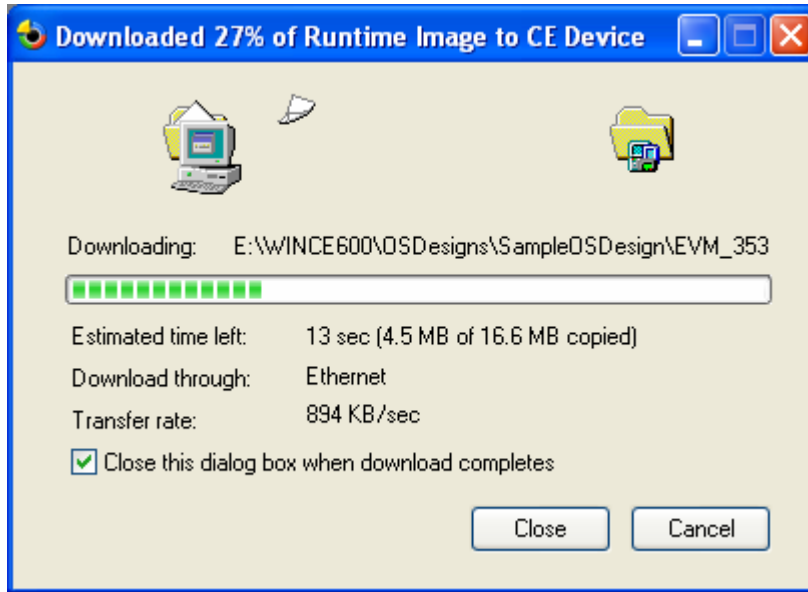 Downloaded 27% of Runtime Image to CE Device
Downloading: E:\WINCE600\OSDesigns\SampleOSDesign\EVM_353
Estimated time left: 13 sec (4.5 MB of 16.6 MB copied)
Download through: Ethernet
Transfer rate: 894 KB/sec
Close this dialog box when download completes
Close Cancel